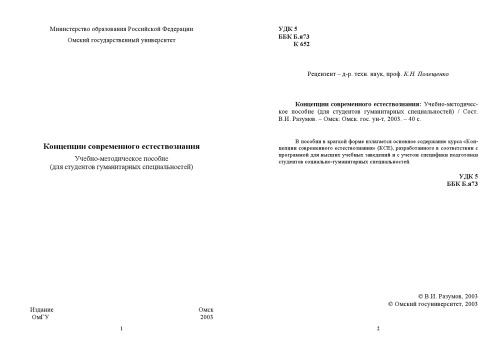 Министерство образования Российской Федерации
Омский государственный университет
Концепции современного естествознания
Учебно-методическое пособие
(для студентов гуманитарных специальностей)
Издание
ОмГУ
Омск
2003
1
УДК 5
ББК Б.я73
К 652
Рецензент – д-р. техн. наук, проф. К.Н. Полещенко
Концепции современного естествознания: Учебно-методичес-
кое пособие (для студентов гуманитарных специальностей) / Сост.
В.И. Разумов. – Омск: Омск. гос. ун-т, 2003. – 40 с.
В пособии в краткой форме излагается основное содержание курса «Кон-
цепции современного естествознания» (КСЕ), разработанного в соответствии с
программой для высших учебных заведений и с учетом специфики подготовки
студентов социально-гуманитарных специальностей.
УДК 5
ББК Б.я73
© В.И. Разумов, 2003
© Омский госуниверситет, 2003
2